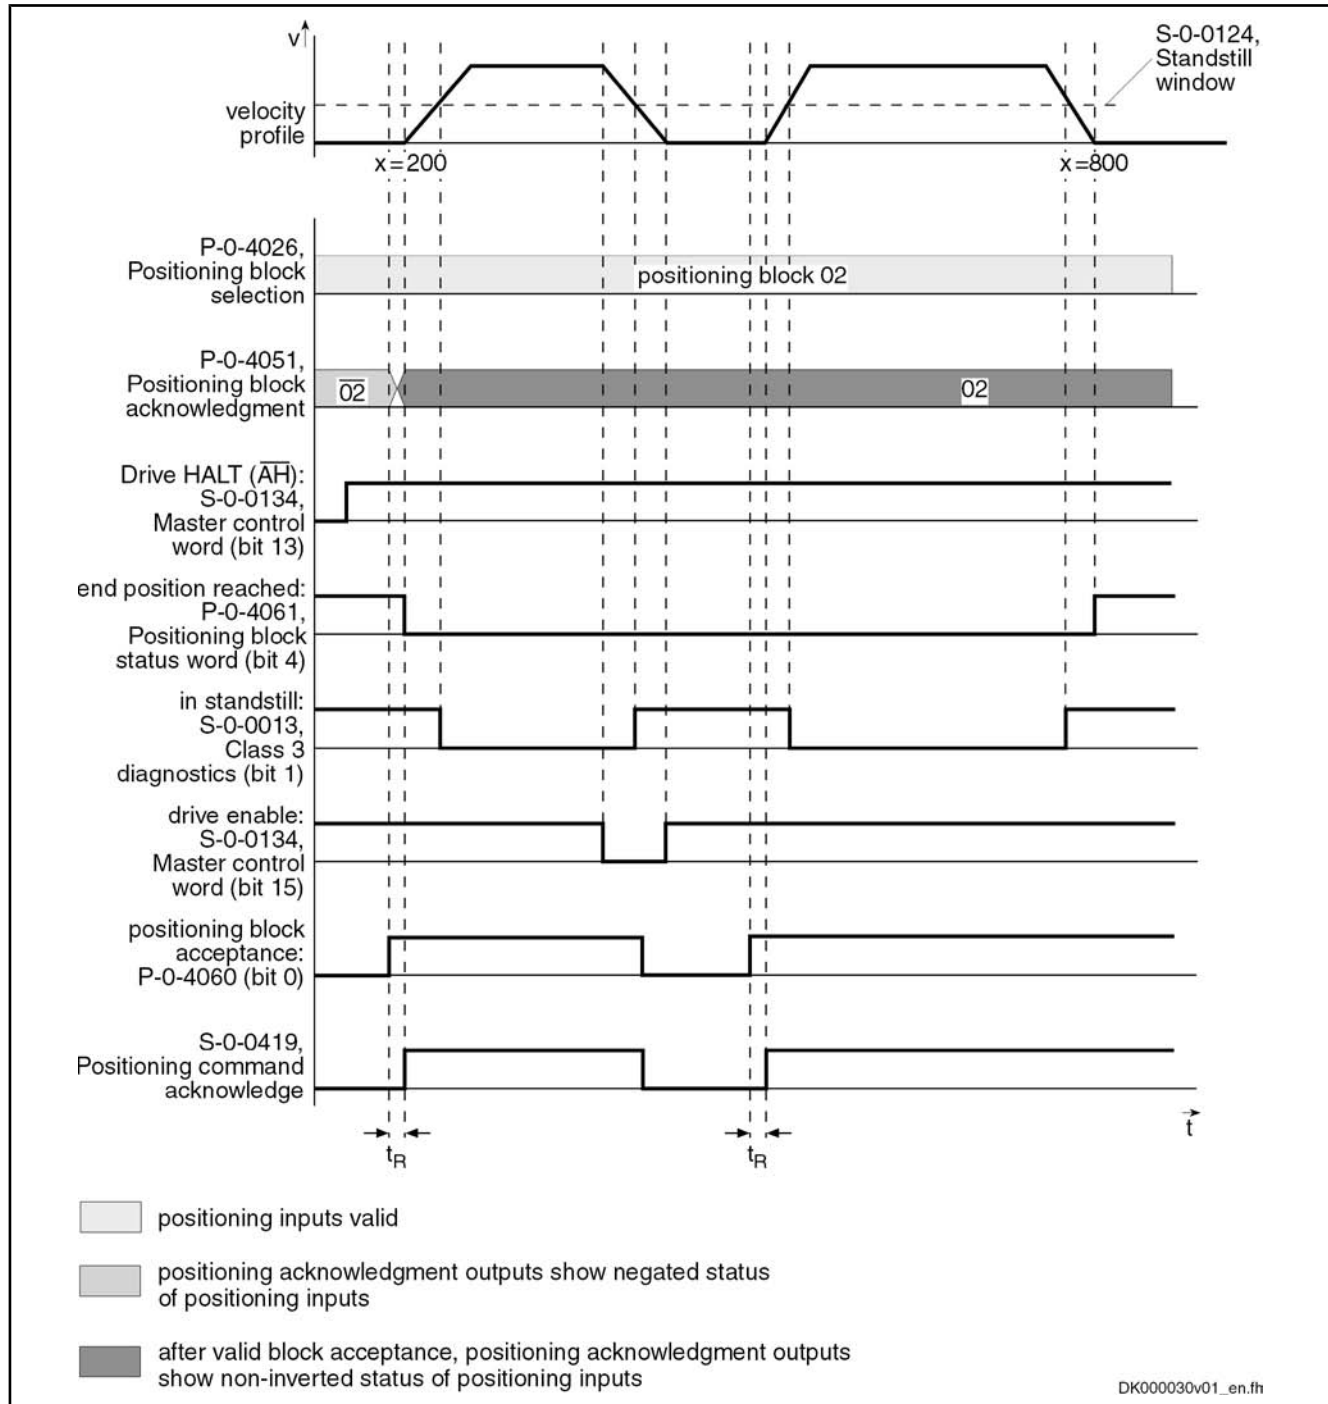 v
S-0-0124,
Standstill
window
velocity
profile
x=200
x=800
P-0-4026,
Positioning block
selection
positioning block 02
P-0-4051,
Positioning block
acknowledgment
0̅2̅
02
Drive HALT (A̅H̅):
S-0-0134,
Master control
word (bit 13)
end position reached:
P-0-4061,
Positioning block
status word (bit 4)
in standstill:
S-0-0013,
Class 3
diagnostics (bit 1)
drive enable:
S-0-0134,
Master control
word (bit 15)
positioning block
acceptance:
P-0-4060 (bit 0)
S-0-0419,
Positioning command
acknowledge
t
tR
tR
positioning inputs valid
positioning acknowledgment outputs show negated status
of positioning inputs
after valid block acceptance, positioning acknowledgment outputs
show non-inverted status of positioning inputs
DK000030v01_en.fh